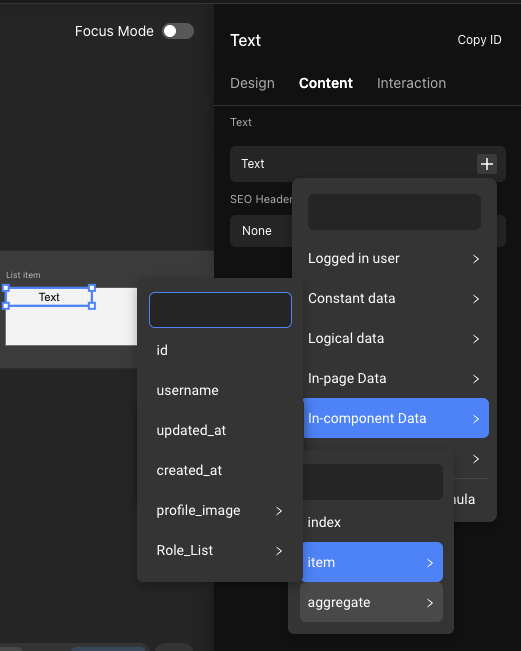 Focus Mode
Text
Copy ID
Design
Content
Interaction
Text
Text
SEO Header
None
Logged in user
Constant data
Logical data
In-page Data
In-component Data
List item
Text
id
username
updated_at
created_at
profile_image
Role_List
index
item
aggregate